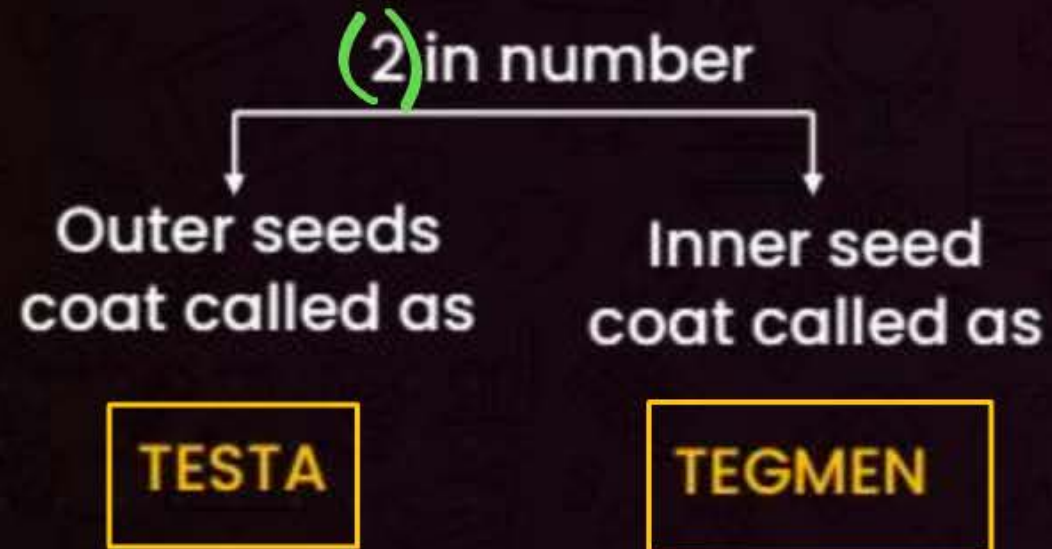 (2) in number
Outer seeds
coat called as
Inner seed
coat called as
TESTA
TEGMEN